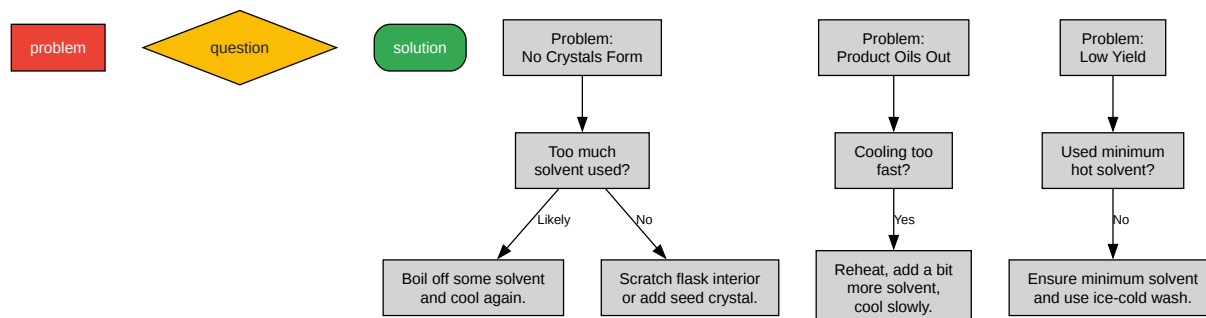 problem
question
solution
Problem:
No Crystals Form
Problem:
Product Oils Out
Problem:
Low Yield
Too much
solvent used?
Cooling too
fast?
Used minimum
hot solvent?
Likely
No
Yes
No
Boil off some solvent
and cool again.
Scratch flask interior
or add seed crystal.
Reheat, add a bit
more solvent,
cool slowly.
Ensure minimum solvent
and use ice-cold wash.